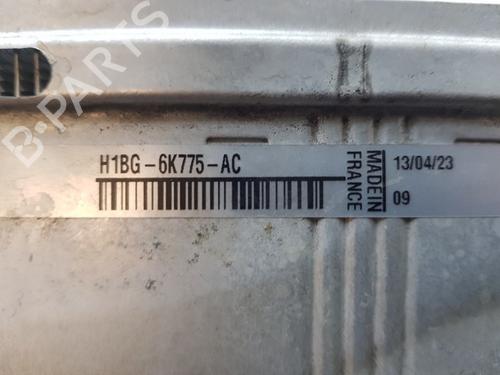 B-PARTS
H1BG-6K775-AC
MADE IN
FRANCE
13/04/23
09